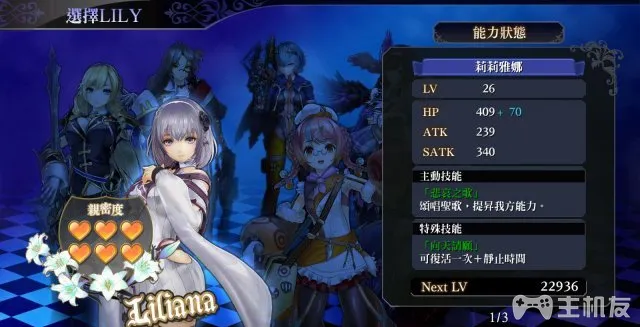 選擇LILY
能力狀態
莉莉雅娜
LV 26
HP 409 + 70
ATK 239
SATK 340
主動技能
「悲哀之歌」
頌唱聖歌，提昇我方能力。
特殊技能
「向天請願」
可復活一次＋靜止時間
Next LV 22936
1/3
親密度
Liliana
主机友